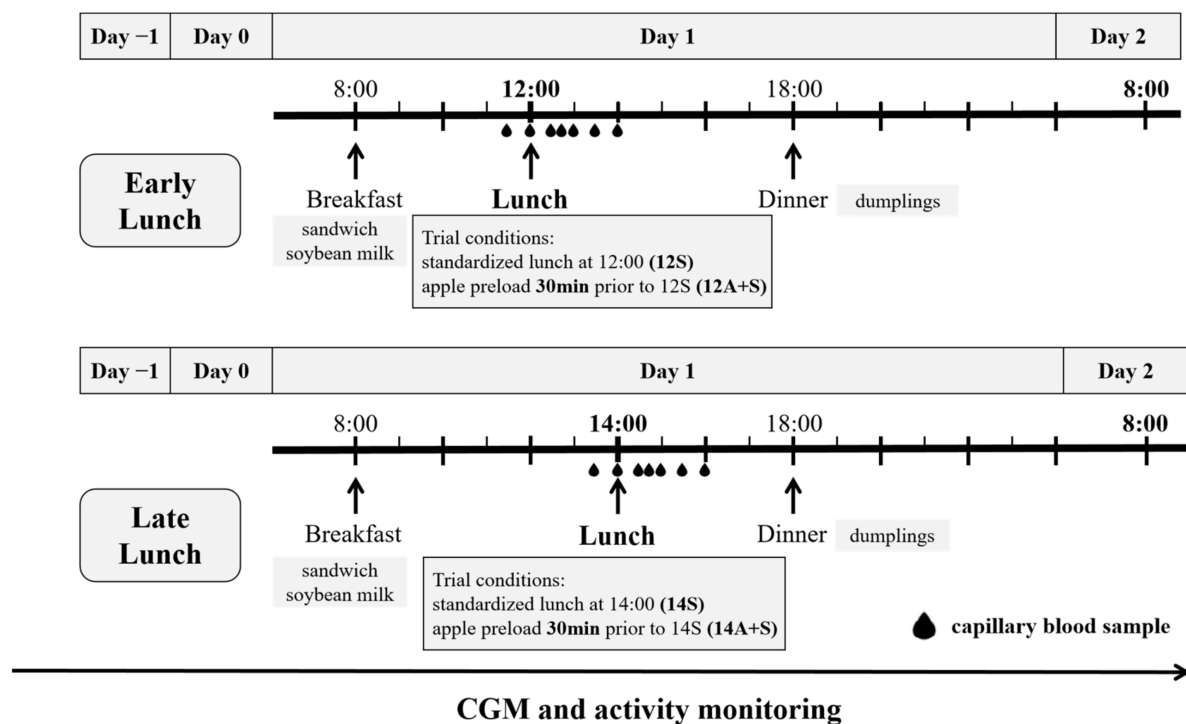 Day −1 Day 0 Day 1 Day 2
8:00 12:00 18:00 8:00
Early
Lunch
Breakfast Lunch Dinner dumplings
sandwich
soybean milk
Trial conditions:
standardized lunch at 12:00 (12S)
apple preload 30min prior to 12S (12A+S)
Day −1 Day 0 Day 1 Day 2
8:00 14:00 18:00 8:00
Late
Lunch
Breakfast Lunch Dinner dumplings
sandwich
soybean milk
Trial conditions:
standardized lunch at 14:00 (14S)
apple preload 30min prior to 14S (14A+S)
capillary blood sample
CGM and activity monitoring